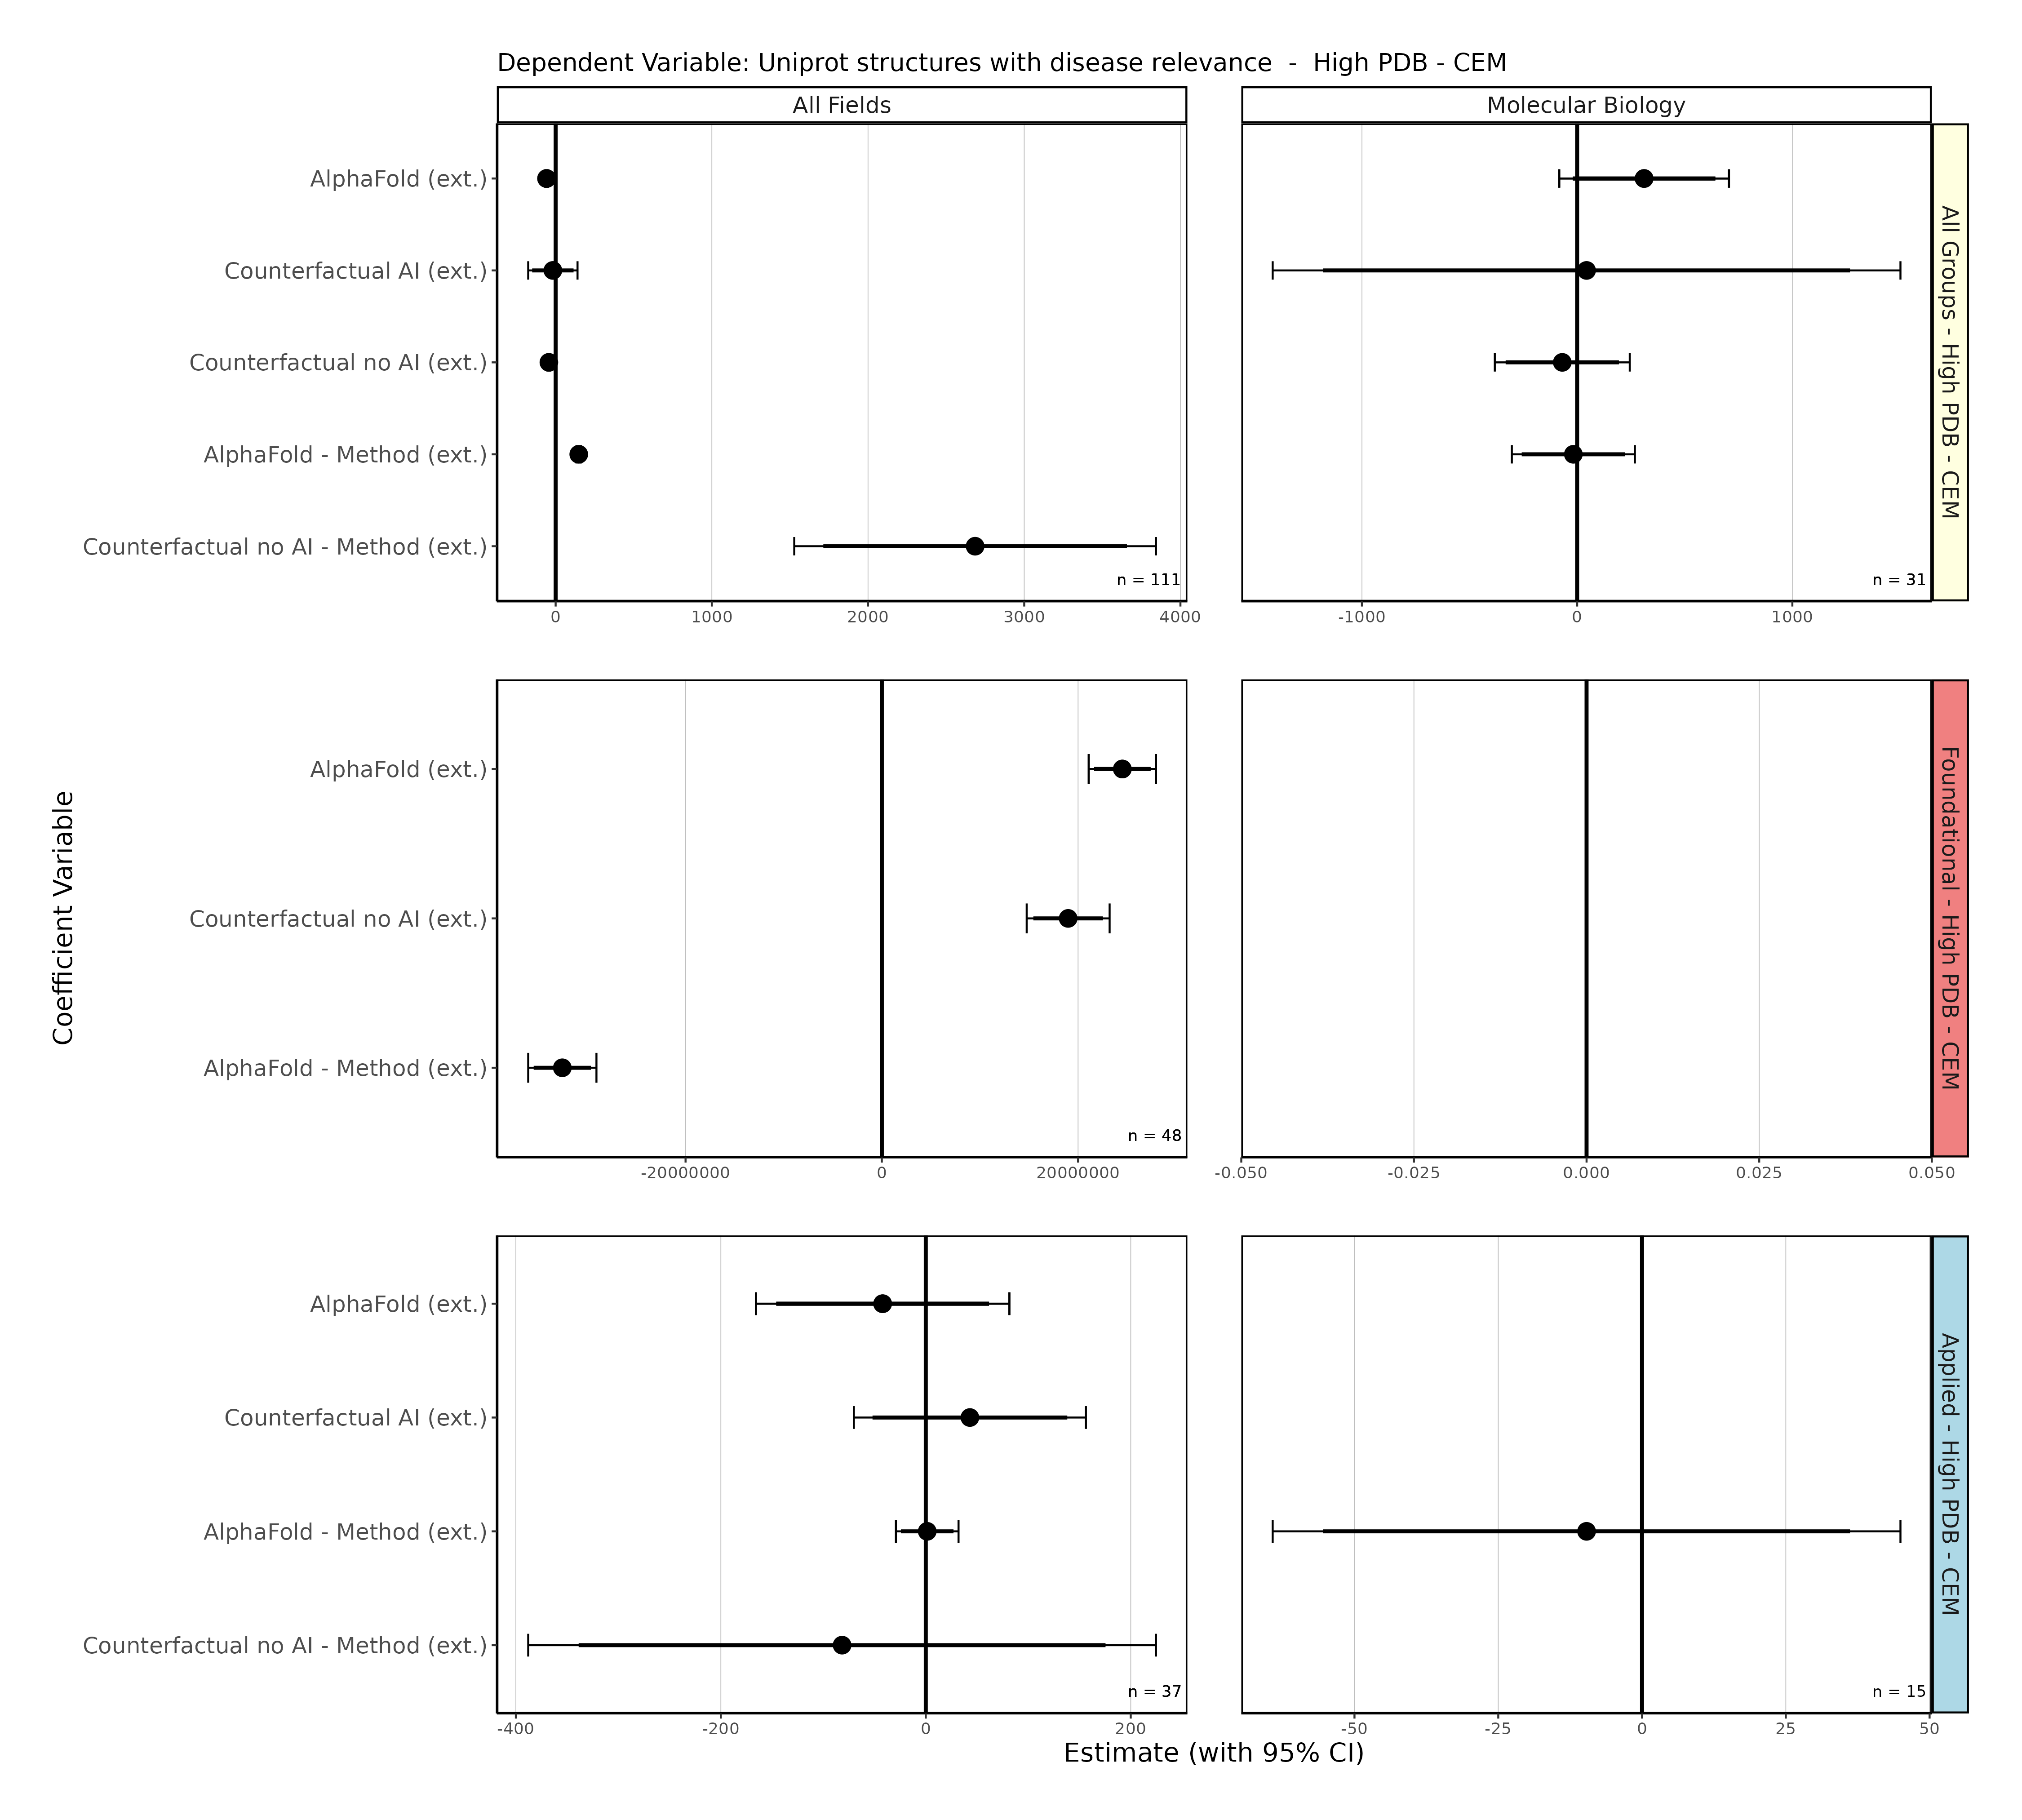 Dependent Variable: Uniprot structures with disease relevance - High PDB - CEM
All Fields
Molecular Biology
AlphaFold (ext.)
Counterfactual AI (ext.)
Counterfactual no AI (ext.)
AlphaFold - Method (ext.)
Counterfactual no AI - Method (ext.)
n = 111
n = 31
All Groups - High PDB - CEM
0 1000 2000 3000 4000
-1000 0 1000
Coefficient Variable
AlphaFold (ext.)
Counterfactual no AI (ext.)
AlphaFold - Method (ext.)
n = 48
Foundational - High PDB - CEM
-20000000 0 20000000
-0.050 -0.025 0.000 0.025 0.050
AlphaFold (ext.)
Counterfactual AI (ext.)
AlphaFold - Method (ext.)
Counterfactual no AI - Method (ext.)
n = 37
n = 15
Applied - High PDB - CEM
-400 -200 0 200
-50 -25 0 25 50
Estimate (with 95% CI)